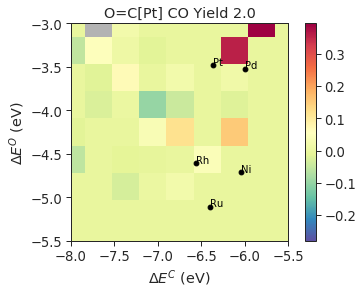 O=C[Pt] CO Yield 2.0
−3.0
−3.5
−4.0
−4.5
−5.0
−5.5
ΔE^O (eV)
Pt
Pd
Rh
Ni
Ru
−8.0 −7.5 −7.0 −6.5 −6.0 −5.5
ΔE^C (eV)
0.3
0.2
0.1
0.0
−0.1
−0.2